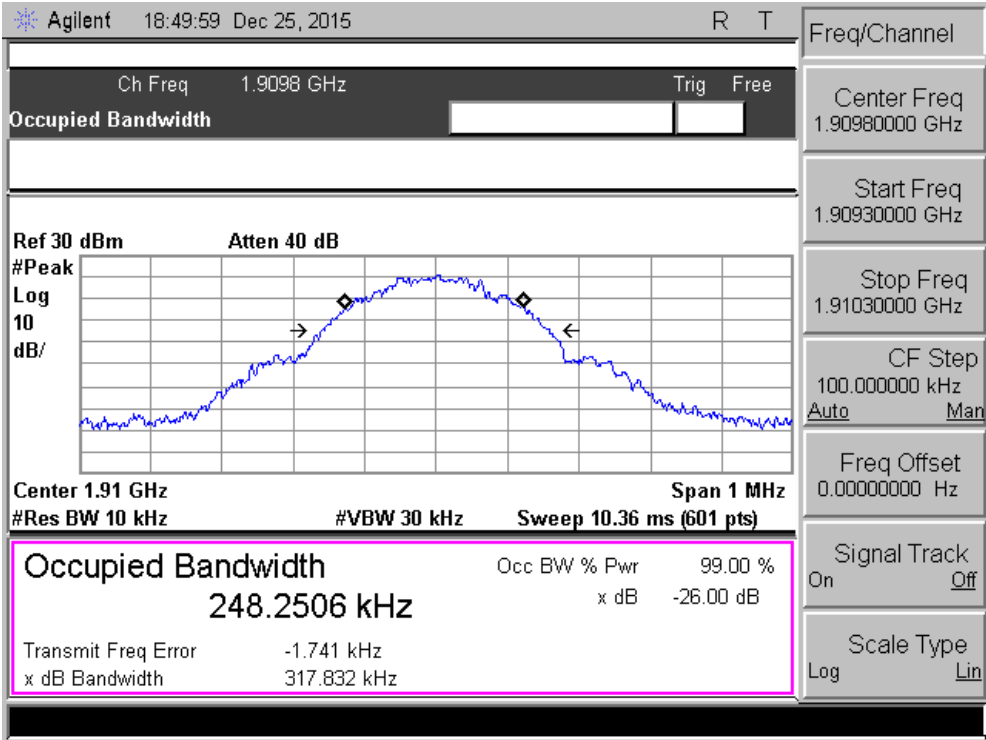 Agilent 18:49:59 Dec 25, 2015 R T
Ch Freq 1.9098 GHz Trig Free
Occupied Bandwidth
Ref 30 dBm Atten 40 dB
#Peak
Log
10
dB/
Center 1.91 GHz Span 1 MHz
#Res BW 10 kHz #VBW 30 kHz Sweep 10.36 ms (601 pts)
Occupied Bandwidth Occ BW % Pwr 99.00 %
248.2506 kHz x dB -26.00 dB
Transmit Freq Error -1.741 kHz
x dB Bandwidth 317.832 kHz
Freq/Channel
Center Freq
1.90980000 GHz
Start Freq
1.90930000 GHz
Stop Freq
1.91030000 GHz
CF Step
100.000000 kHz
Auto Man
Freq Offset
0.00000000 Hz
Signal Track
On Off
Scale Type
Log Lin